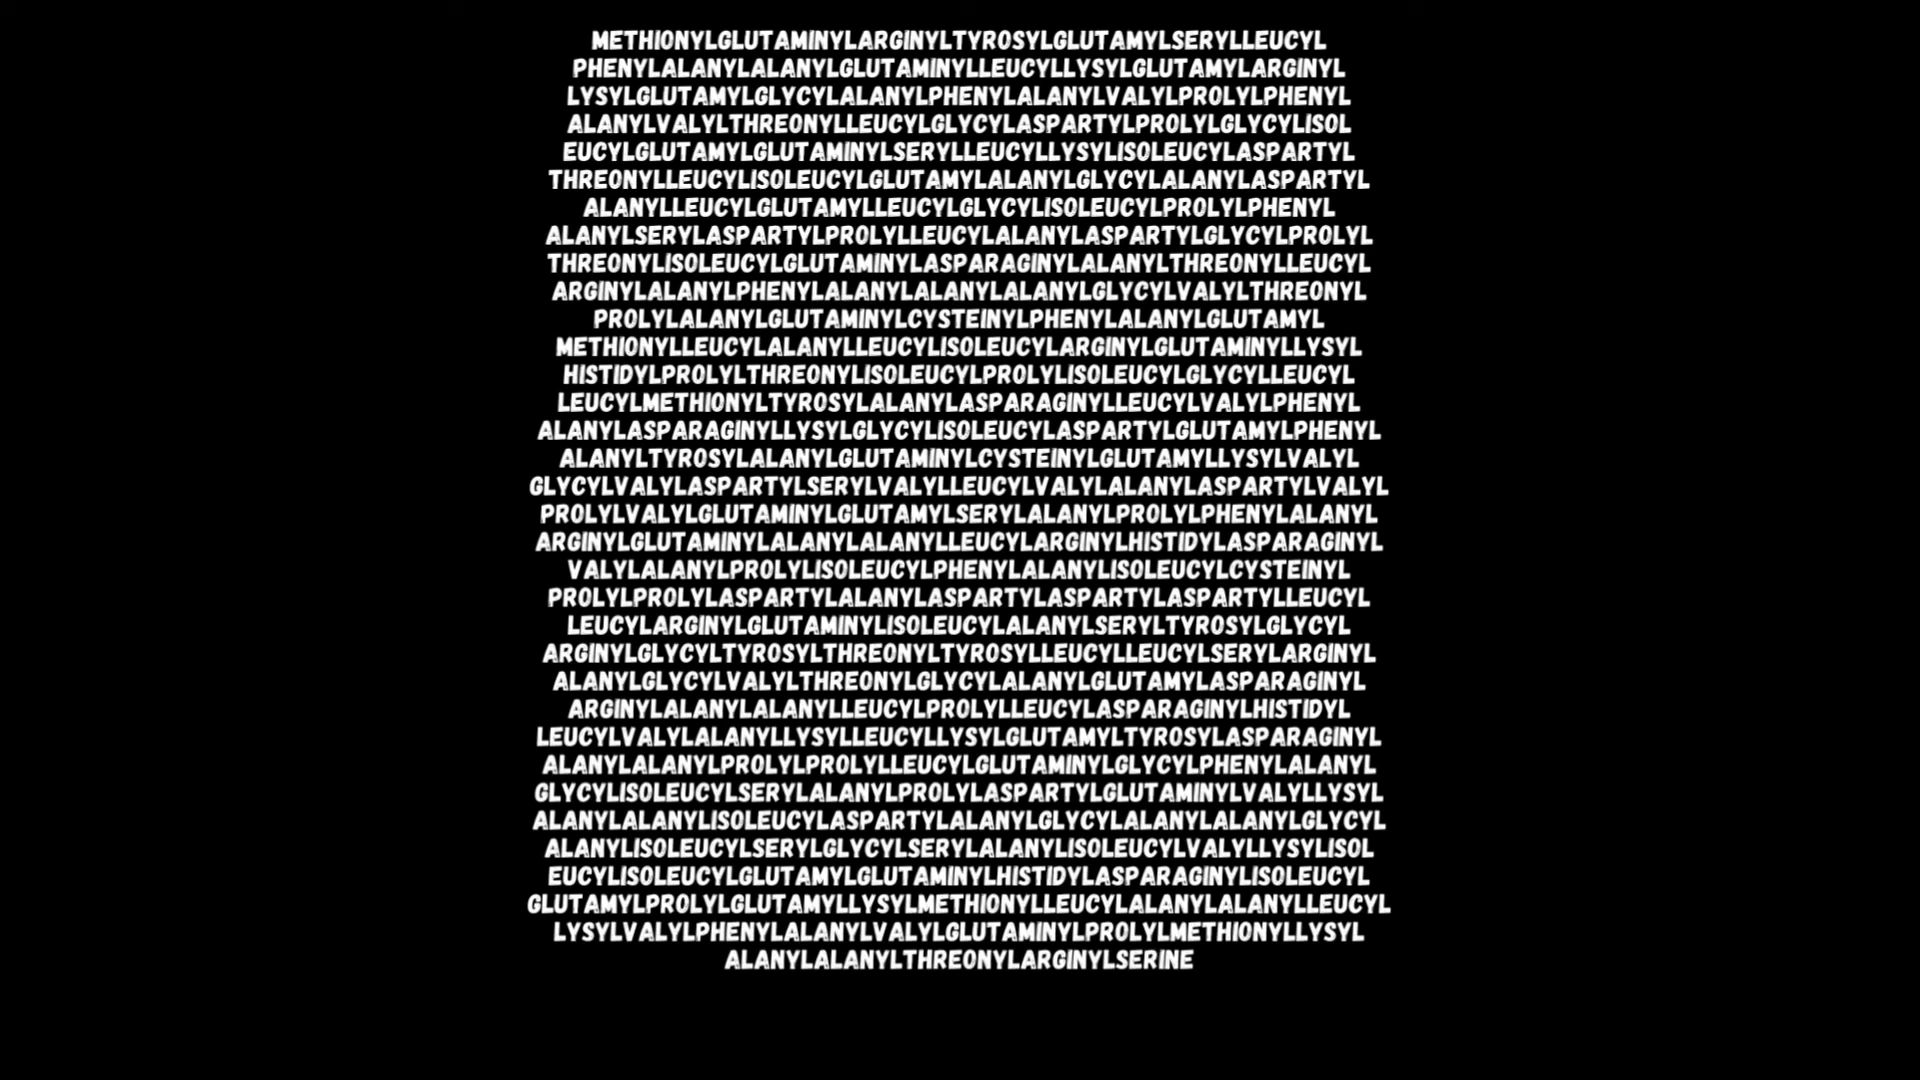 METHIONYLGLUTAMINYLARGINYLTYROSYLGLUTAMYLSERYLLEUCYL
PHENYLALANYLALANYLGLUTAMINYLLEUCYLLYSYLGLUTAMYLARGINYL
LYSYLGLUTAMYLGLYCYLALANYLPHENYLALANYLVALYLPROLYLPHENYL
ALANYLVALYLTHREONYLLEUCYLGLYCYLASPARTYLPROLYLGLYCYLISOL
EUCYLGLUTAMYLGLUTAMINYLSERYLLEUCYLLYSYLISOLEUCYLASPARTYL
THREONYLLEUCYLISOLEUCYLGLUTAMYLALANYLGLYCYLALANYLASPARTYL
ALANYLLEUCYLGLUTAMYLLEUCYLGLYCYLISOLEUCYLPROLYLPHENYL
ALANYLSERYLASPARTYLPROLYLLEUCYLALANYLASPARTYLGLYCYLPROLYL
THREONYLISOLEUCYLGLUTAMINYLASPARAGINYLALANYLTHREONYLLEUCYL
ARGINYLALANYLPHENYLALANYLALANYLALANYLGLYCYLVALYLTHREONYL
PROLYLALANYLGLUTAMINYLCYSTEINYLPHENYLALANYLGLUTAMYL
METHIONYLLEUCYLALANYLLEUCYLISOLEUCYLARGINYLGLUTAMINYLLYSYL
HISTIDYLPROLYLTHREONYLISOLEUCYLPROLYLISOLEUCYLGLYCYLLEUCYL
LEUCYLMETHIONYLTYROSYLALANYLASPARAGINYLLEUCYLVALYLPHENYL
ALANYLASPARAGINYLLYSYLGLYCYLISOLEUCYLASPARTYLGLUTAMYLPHENYL
ALANYLTYROSYLALANYLGLUTAMINYLCYSTEINYLGLUTAMYLLYSYLVALYL
GLYCYLVALYLASPARTYLSERYLVALYLLEUCYLVALYLALANYLASPARTYLVALYL
PROLYLVALYLGLUTAMINYLGLUTAMYLSERYLALANYLPROLYLPHENYLALANYL
ARGINYLGLUTAMINYLALANYLALANYLLEUCYLARGINYLHISTIDYLASPARAGINYL
VALYLALANYLPROLYLISOLEUCYLPHENYLALANYLISOLEUCYLCYSTEINYL
PROLYLPROLYLASPARTYLALANYLASPARTYLASPARTYLASPARTYLLEUCYL
LEUCYLARGINYLGLUTAMINYLISOLEUCYLALANYLSERYLTYROSYLGLYCYL
ARGINYLGLYCYLTYROSYLTHREONYLTYROSYLLEUCYLLEUCYLSERYLARGINYL
ALANYLGLYCYLVALYLTHREONYLGLYCYLALANYLGLUTAMYLASPARAGINYL
ARGINYLALANYLALANYLLEUCYLPROLYLLEUCYLASPARAGINYLHISTIDYL
LEUCYLVALYLALANYLLYSYLLEUCYLLYSYLGLUTAMYLTYROSYLASPARAGINYL
ALANYLALANYLPROLYLPROLYLLEUCYLGLUTAMINYLGLYCYLPHENYLALANYL
GLYCYLISOLEUCYLSERYLALANYLPROLYLASPARTYLGLUTAMINYLVALYLLYSYL
ALANYLALANYLISOLEUCYLASPARTYLALANYLGLYCYLALANYLALANYLGLYCYL
ALANYLISOLEUCYLSERYLGLYCYLSERYLALANYLISOLEUCYLVALYLLYSYLISOL
EUCYLISOLEUCYLGLUTAMYLGLUTAMINYLHISTIDYLASPARAGINYLISOLEUCYL
GLUTAMYLPROLYLGLUTAMYLLYSYLMETHIONYLLEUCYLALANYLALANYLLEUCYL
LYSYLVALYLPHENYLALANYLVALYLGLUTAMINYLPROLYLMETHIONYLLYSYL
ALANYLALANYLTHREONYLARGINYLSERINE